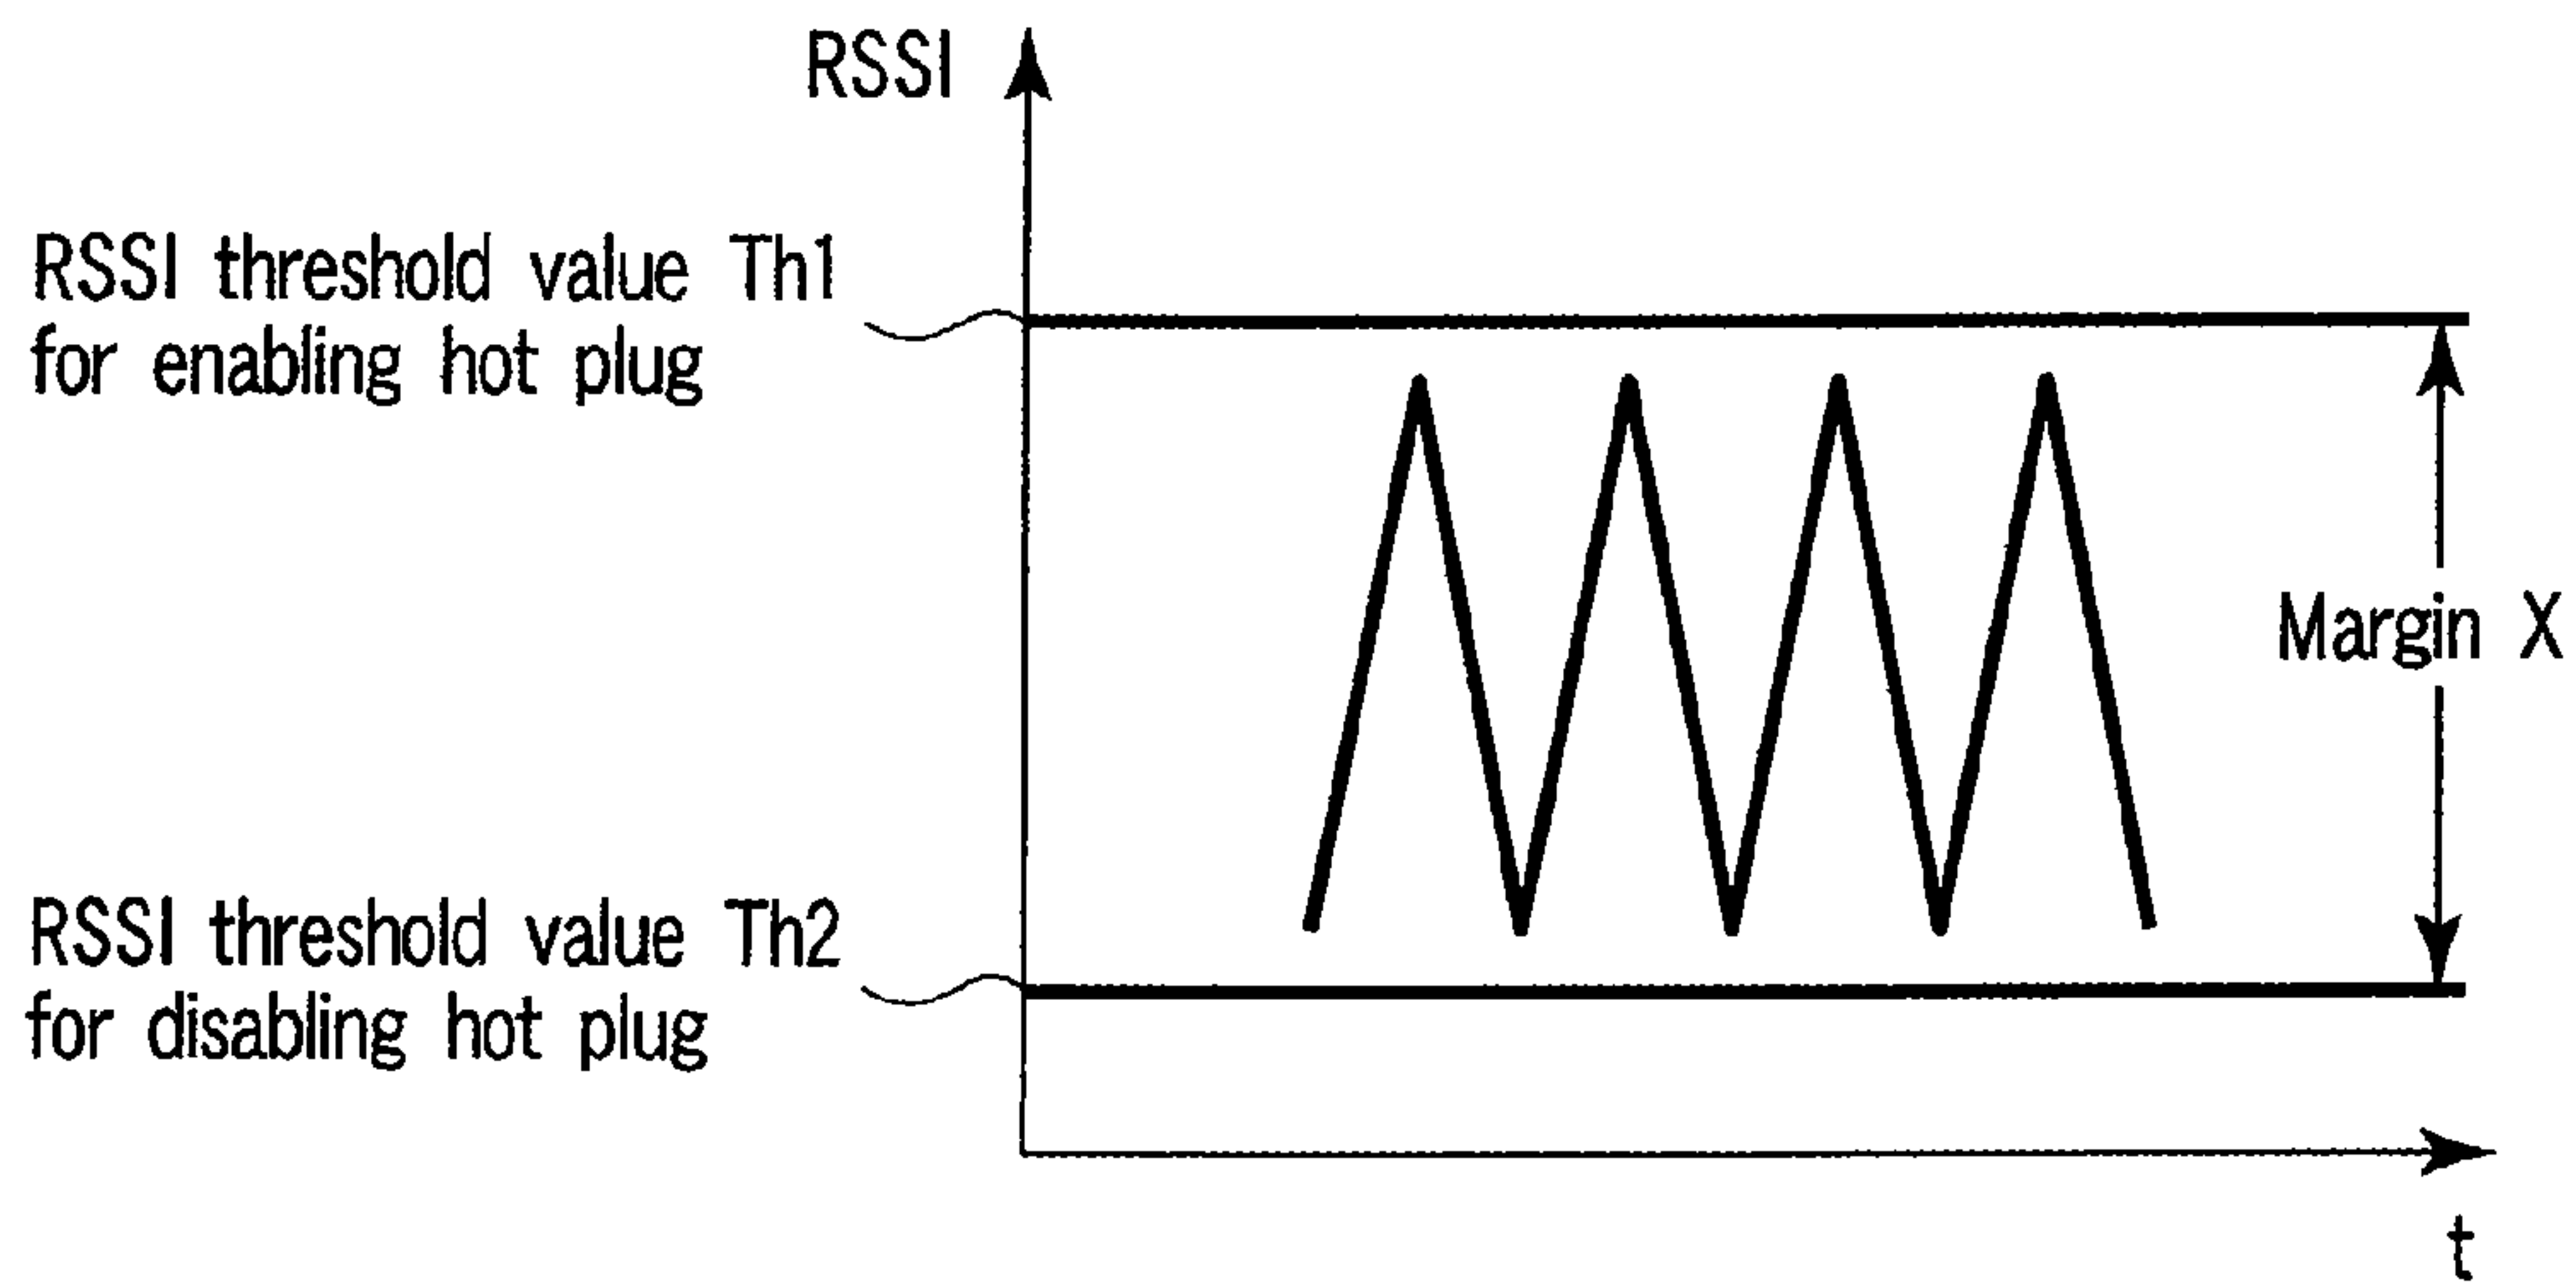 RSSI
RSSI threshold value Th1
for enabling hot plug
Margin X
RSSI threshold value Th2
for disabling hot plug
t